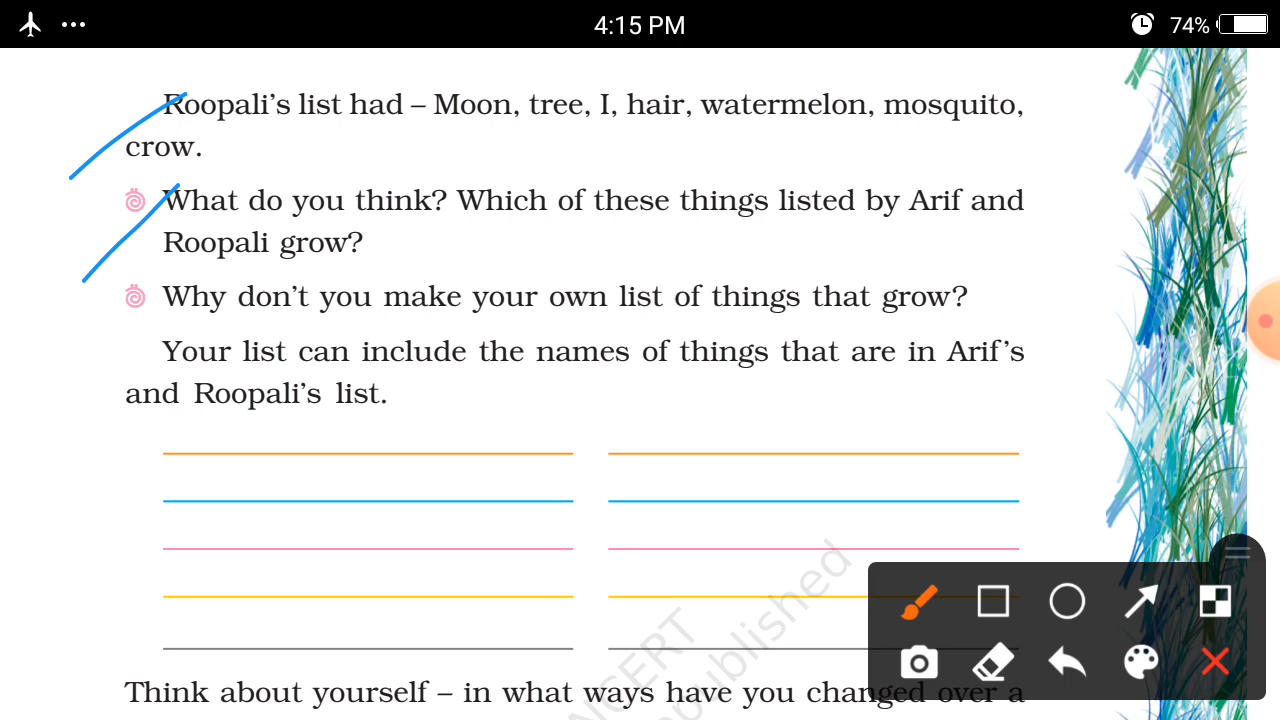 4:15 PM
74%
Roopali's list had – Moon, tree, I, hair, watermelon, mosquito,
crow.
What do you think? Which of these things listed by Arif and
Roopali grow?
Why don't you make your own list of things that grow?
Your list can include the names of things that are in Arif's
and Roopali's list.
Think about yourself – in what ways have you changed over a
NCERT
published